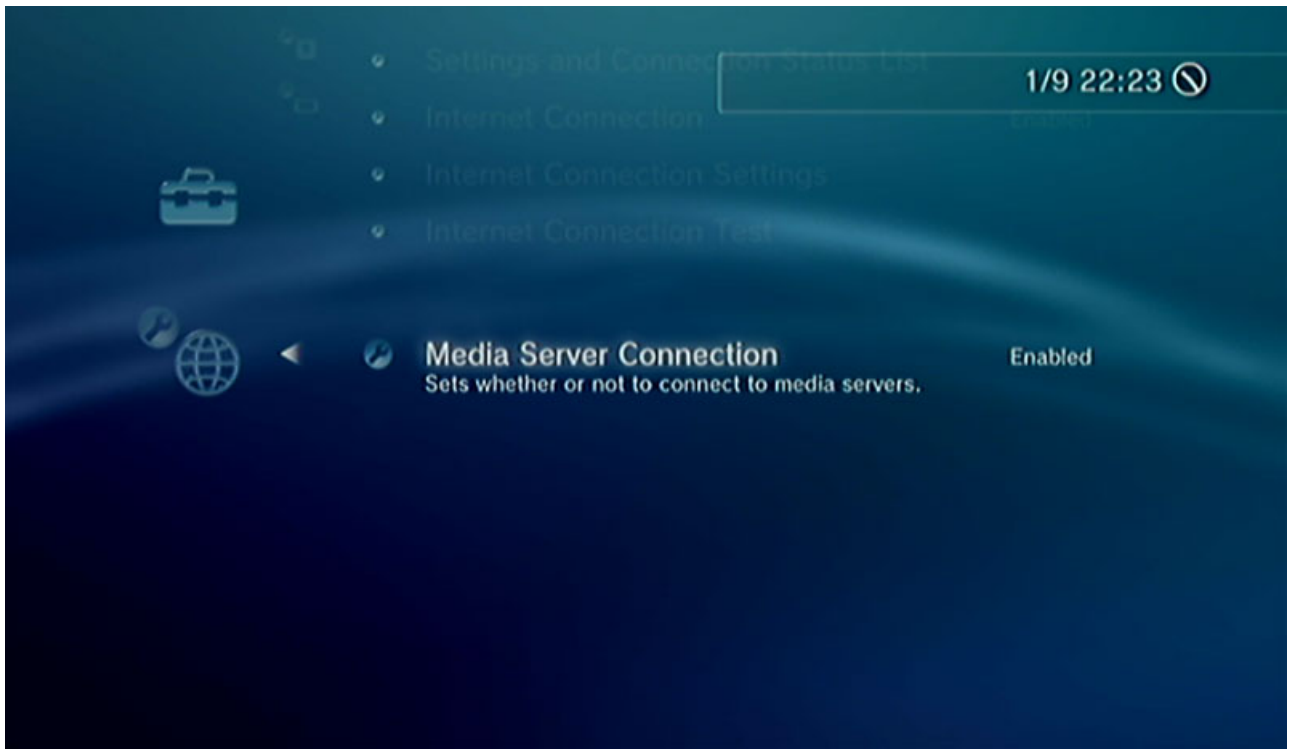 Settings and Connection Status List
1/9 22:23
Internet Connection
Enabled
Internet Connection Settings
Internet Connection Test
Media Server Connection
Enabled
Sets whether or not to connect to media servers.